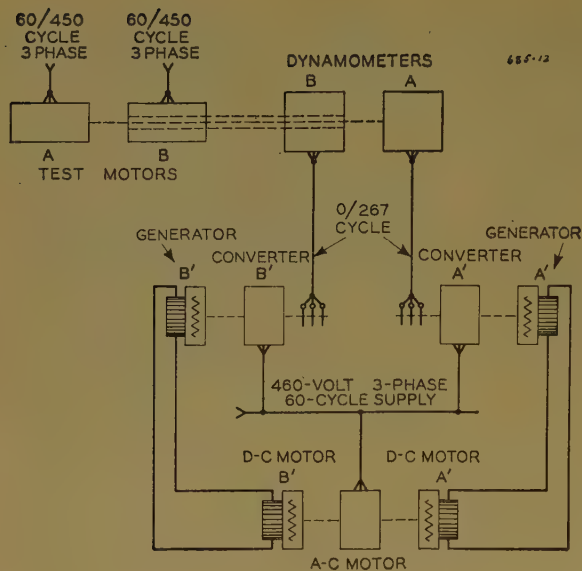 60/450
CYCLE
3 PHASE
60/450
CYCLE
3 PHASE
DYNAMOMETERS
B
A
685-12
A
B
TEST MOTORS
0/267
CYCLE
GENERATOR
B'
CONVERTER
B'
CONVERTER
A'
GENERATOR
A'
460-VOLT 3-PHASE
60-CYCLE SUPPLY
D-C MOTOR
B'
D-C MOTOR
A'
A-C MOTOR